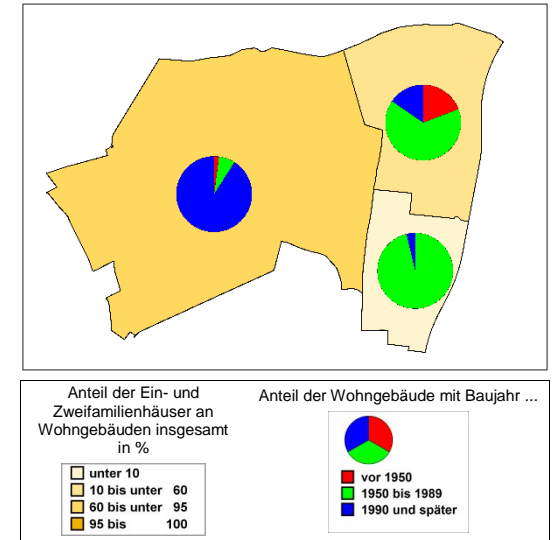 Anteil der Ein- und
Zweifamilienhäuser an
Wohngebäuden insgesamt
in %
unter 10
10 bis unter 60
60 bis unter 95
95 bis 100
Anteil der Wohngebäude mit Baujahr ...
vor 1950
1950 bis 1989
1990 und später